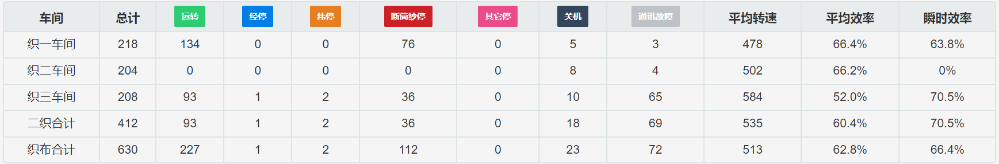 车间 总计 运转 经停 纬停 断筒纱停 其它停 关机 通讯故障 平均转速 平均效率 瞬时效率
织一车间 218 134 0 0 76 0 5 3 478 66.4% 63.8%
织二车间 204 0 0 0 0 0 8 4 502 66.2% 0%
织三车间 208 93 1 2 36 0 10 65 584 52.0% 70.5%
二织合计 412 93 1 2 36 0 18 69 535 60.4% 70.5%
织布合计 630 227 1 2 112 0 23 72 513 62.8% 66.4%